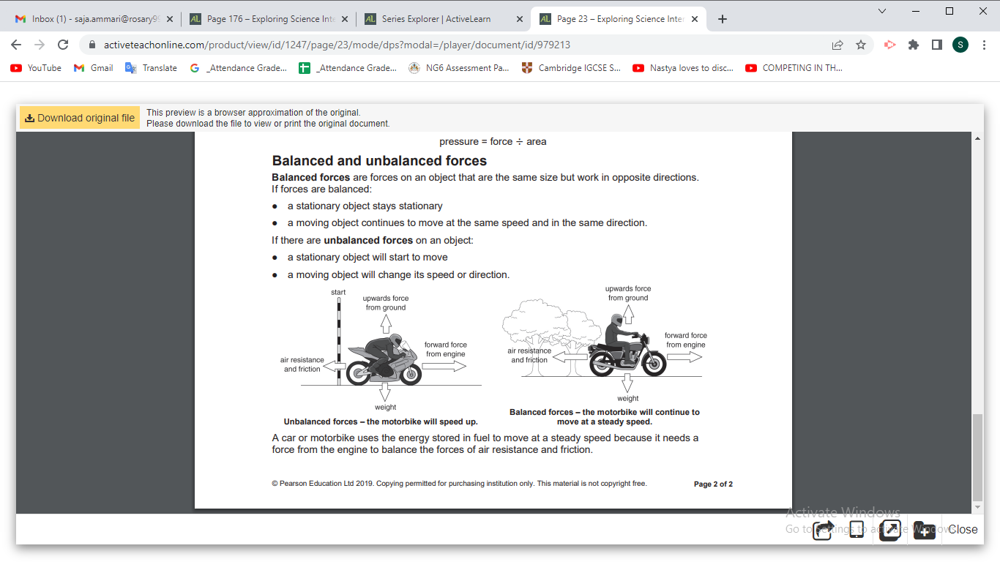 Inbox (1) - saja.ammari@rosary99
Page 176 – Exploring Science Inte
Series Explorer | ActiveLearn
Page 23 – Exploring Science Inter
activeteachonline.com/product/view/id/1247/page/23/mode/dps?modal=/player/document/id/979213
S
YouTube
Gmail
Translate
_Attendance Grade...
_Attendance Grade...
NG6 Assessment Pa...
Cambridge IGCSE S...
Nastya loves to disc...
COMPETING IN TH...
Download original file
This preview is a browser approximation of the original.
Please download the file to view or print the original document.
pressure = force ÷ area
Balanced and unbalanced forces
Balanced forces are forces on an object that are the same size but work in opposite directions.
If forces are balanced:
• a stationary object stays stationary
• a moving object continues to move at the same speed and in the same direction.
If there are unbalanced forces on an object:
• a stationary object will start to move
• a moving object will change its speed or direction.
start
upwards force
from ground
forward force
from engine
air resistance
and friction
weight
Unbalanced forces – the motorbike will speed up.
upwards force
from ground
forward force
from engine
air resistance
and friction
weight
Balanced forces – the motorbike will continue to
move at a steady speed.
A car or motorbike uses the energy stored in fuel to move at a steady speed because it needs a
force from the engine to balance the forces of air resistance and friction.
© Pearson Education Ltd 2019. Copying permitted for purchasing institution only. This material is not copyright free.
Page 2 of 2
Activate Windows
Go to Settings to activate Windows.
Close